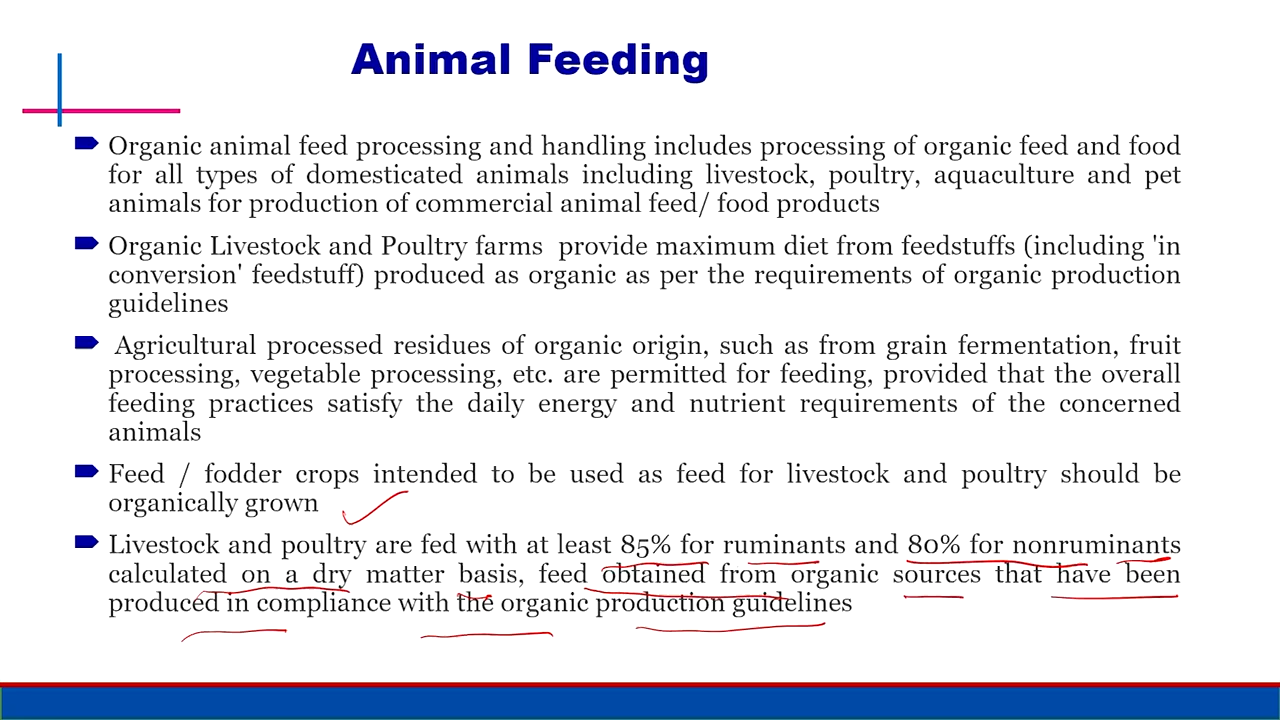 Animal Feeding
Organic animal feed processing and handling includes processing of organic feed and food
for all types of domesticated animals including livestock, poultry, aquaculture and pet
animals for production of commercial animal feed/ food products
Organic Livestock and Poultry farms provide maximum diet from feedstuffs (including 'in
conversion' feedstuff) produced as organic as per the requirements of organic production
guidelines
Agricultural processed residues of organic origin, such as from grain fermentation, fruit
processing, vegetable processing, etc. are permitted for feeding, provided that the overall
feeding practices satisfy the daily energy and nutrient requirements of the concerned
animals
Feed / fodder crops intended to be used as feed for livestock and poultry should be
organically grown
Livestock and poultry are fed with at least 85% for ruminants and 80% for nonruminants
calculated on a dry matter basis, feed obtained from organic sources that have been
produced in compliance with the organic production guidelines